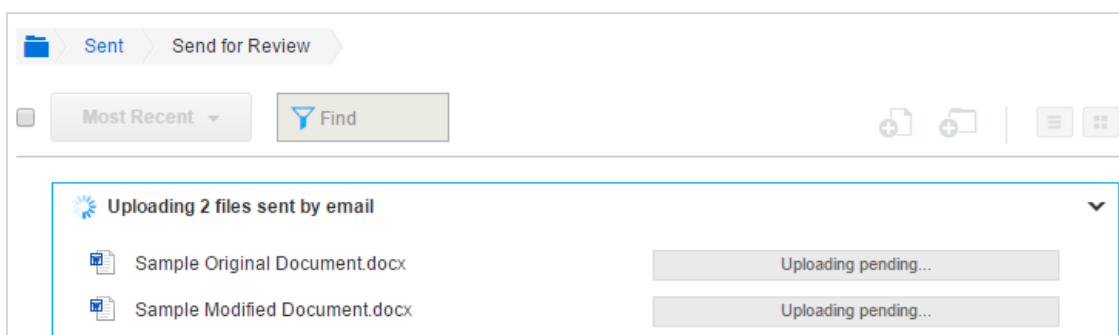 Sent Send for Review
Most Recent Find
Uploading 2 files sent by email
Sample Original Document.docx Uploading pending...
Sample Modified Document.docx Uploading pending...